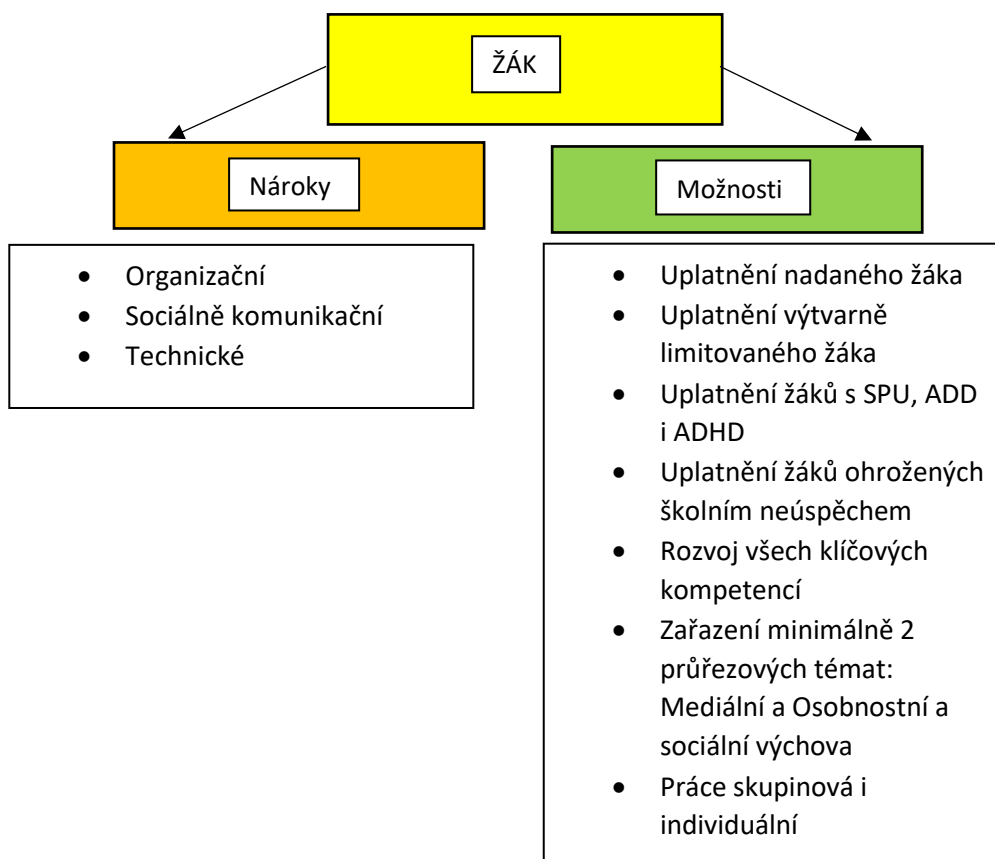 ŽÁK
Nároky
Možnosti
• Organizační
• Sociálně komunikační
• Technické
• Uplatnění nadaného žáka
• Uplatnění výtvarně
limitovaného žáka
• Uplatnění žáků s SPU, ADD
i ADHD
• Uplatnění žáků ohrožených
školním neúspěchem
• Rozvoj všech klíčových
kompetencí
• Zařazení minimálně 2
průřezových témat:
Mediální a Osobnostní a
sociální výchova
• Práce skupinová i
individuální